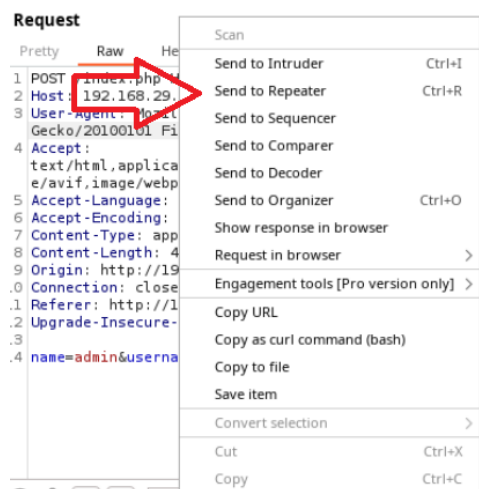 Request
Pretty Raw He
1 POST /index.php H
2 Host: 192.168.29.
3 User-Agent: Mozil
Gecko/20100101 Fi
4 Accept:
text/html,applica
e/avif,image/webp
5 Accept-Language:
6 Accept-Encoding:
7 Content-Type: app
8 Content-Length: 4
9 Origin: http://19
.0 Connection: close
.1 Referer: http://1
.2 Upgrade-Insecure-
.3
.4 name=admin&userna
Scan
Send to Intruder Ctrl+I
Send to Repeater Ctrl+R
Send to Sequencer
Send to Comparer
Send to Decoder
Send to Organizer Ctrl+O
Show response in browser
Request in browser >
Engagement tools [Pro version only] >
Copy URL
Copy as curl command (bash)
Copy to file
Save item
Convert selection >
Cut Ctrl+X
Copy Ctrl+C